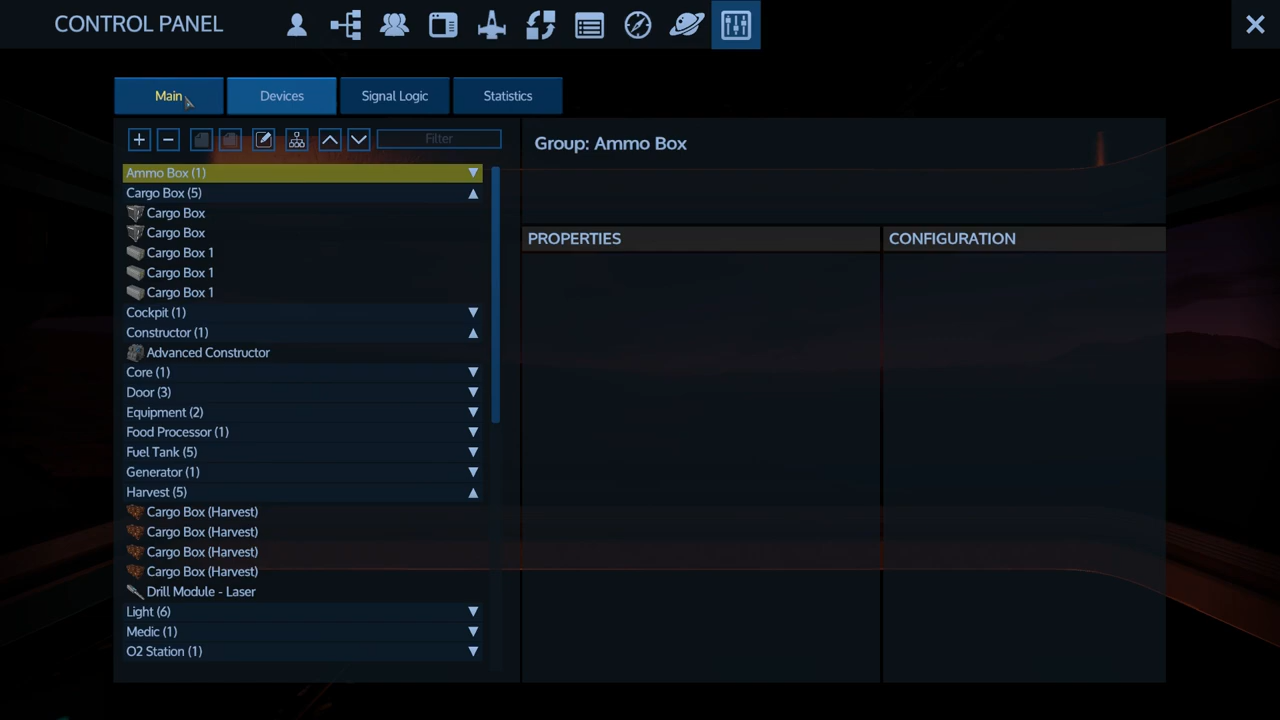 CONTROL PANEL
Main
Devices
Signal Logic
Statistics
Filter
Ammo Box (1)
Cargo Box (5)
Cargo Box
Cargo Box
Cargo Box 1
Cargo Box 1
Cargo Box 1
Cockpit (1)
Constructor (1)
Advanced Constructor
Core (1)
Door (3)
Equipment (2)
Food Processor (1)
Fuel Tank (5)
Generator (1)
Harvest (5)
Cargo Box (Harvest)
Cargo Box (Harvest)
Cargo Box (Harvest)
Cargo Box (Harvest)
Drill Module - Laser
Light (6)
Medic (1)
O2 Station (1)
Group: Ammo Box
PROPERTIES
CONFIGURATION